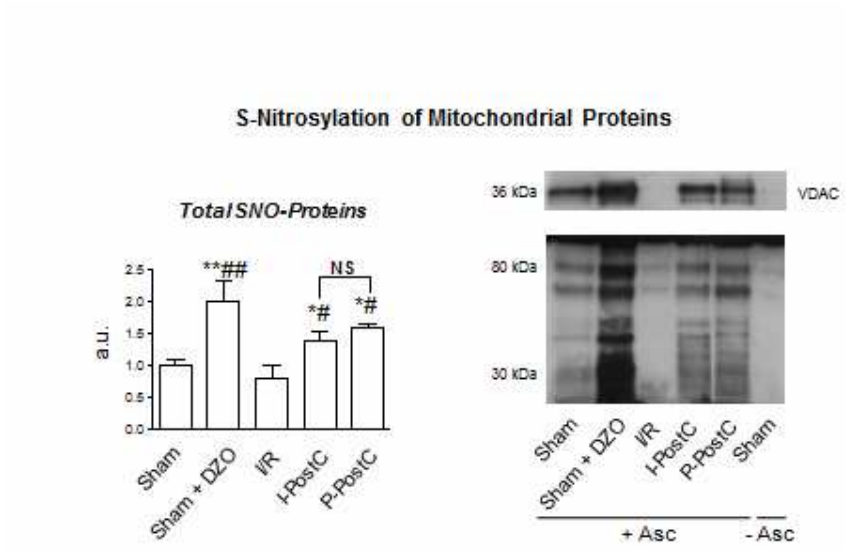 S-Nitrosylation of Mitochondrial Proteins
Total SNO-Proteins
a.u.
2.5
2.0
1.5
1.0
0.5
0.0
**##
*#
NS
*#
Sham
Sham + DZO
I/R
I-PostC
P-PostC
36 kDa
VDAC
80 kDa
30 kDa
Sham
Sham + DZO
I/R
I-PostC
P-PostC
Sham
+ Asc
- Asc